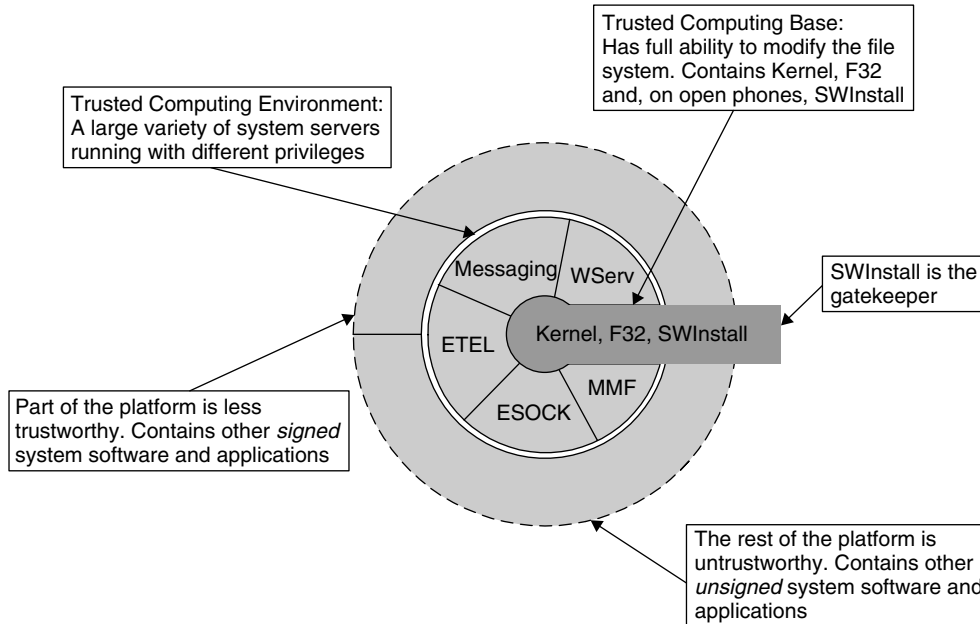 Trusted Computing Base:
Has full ability to modify the file
system. Contains Kernel, F32
and, on open phones, SWInstall
Trusted Computing Environment:
A large variety of system servers
running with different privileges
Messaging
WServ
SWInstall is the
gatekeeper
Kernel, F32, SWInstall
ETEL
MMF
ESOCK
Part of the platform is less
trustworthy. Contains other signed
system software and applications
The rest of the platform is
untrustworthy. Contains other
unsigned system software and
applications